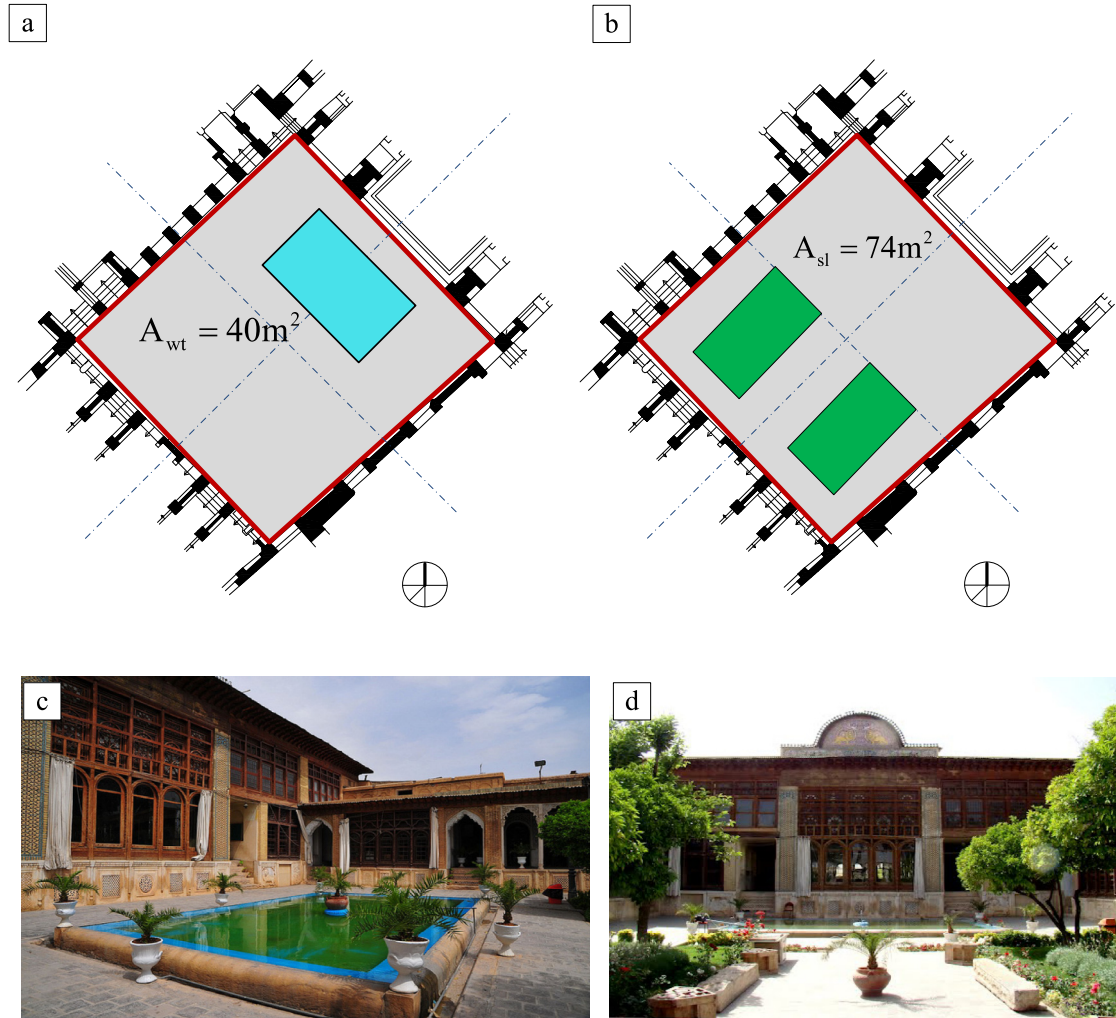 a
b
A_wt = 40m²
A_sl = 74m²
c
d